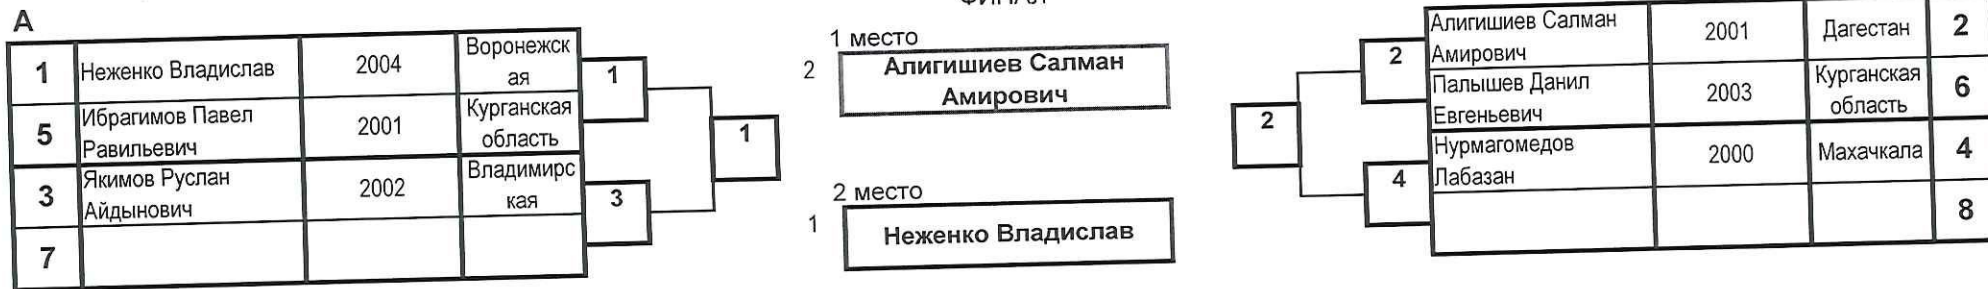 А
1 Неженко Владислав 2004 Воронежск
ая
5 Ибрагимов Павел
Равильевич 2001 Курганская
область
3 Якимов Руслан
Айдынович 2002 Владимирс
кая
7
1
3
1
1 место
2 Алигишиев Салман
Амирович
2 место
1 Неженко Владислав
2
2
4
Алигишиев Салман
Амирович 2001 Дагестан 2
Палышев Данил
Евгеньевич 2003 Курганская
область 6
Нурмагомедов
Лабазан 2000 Махачкала 4
8